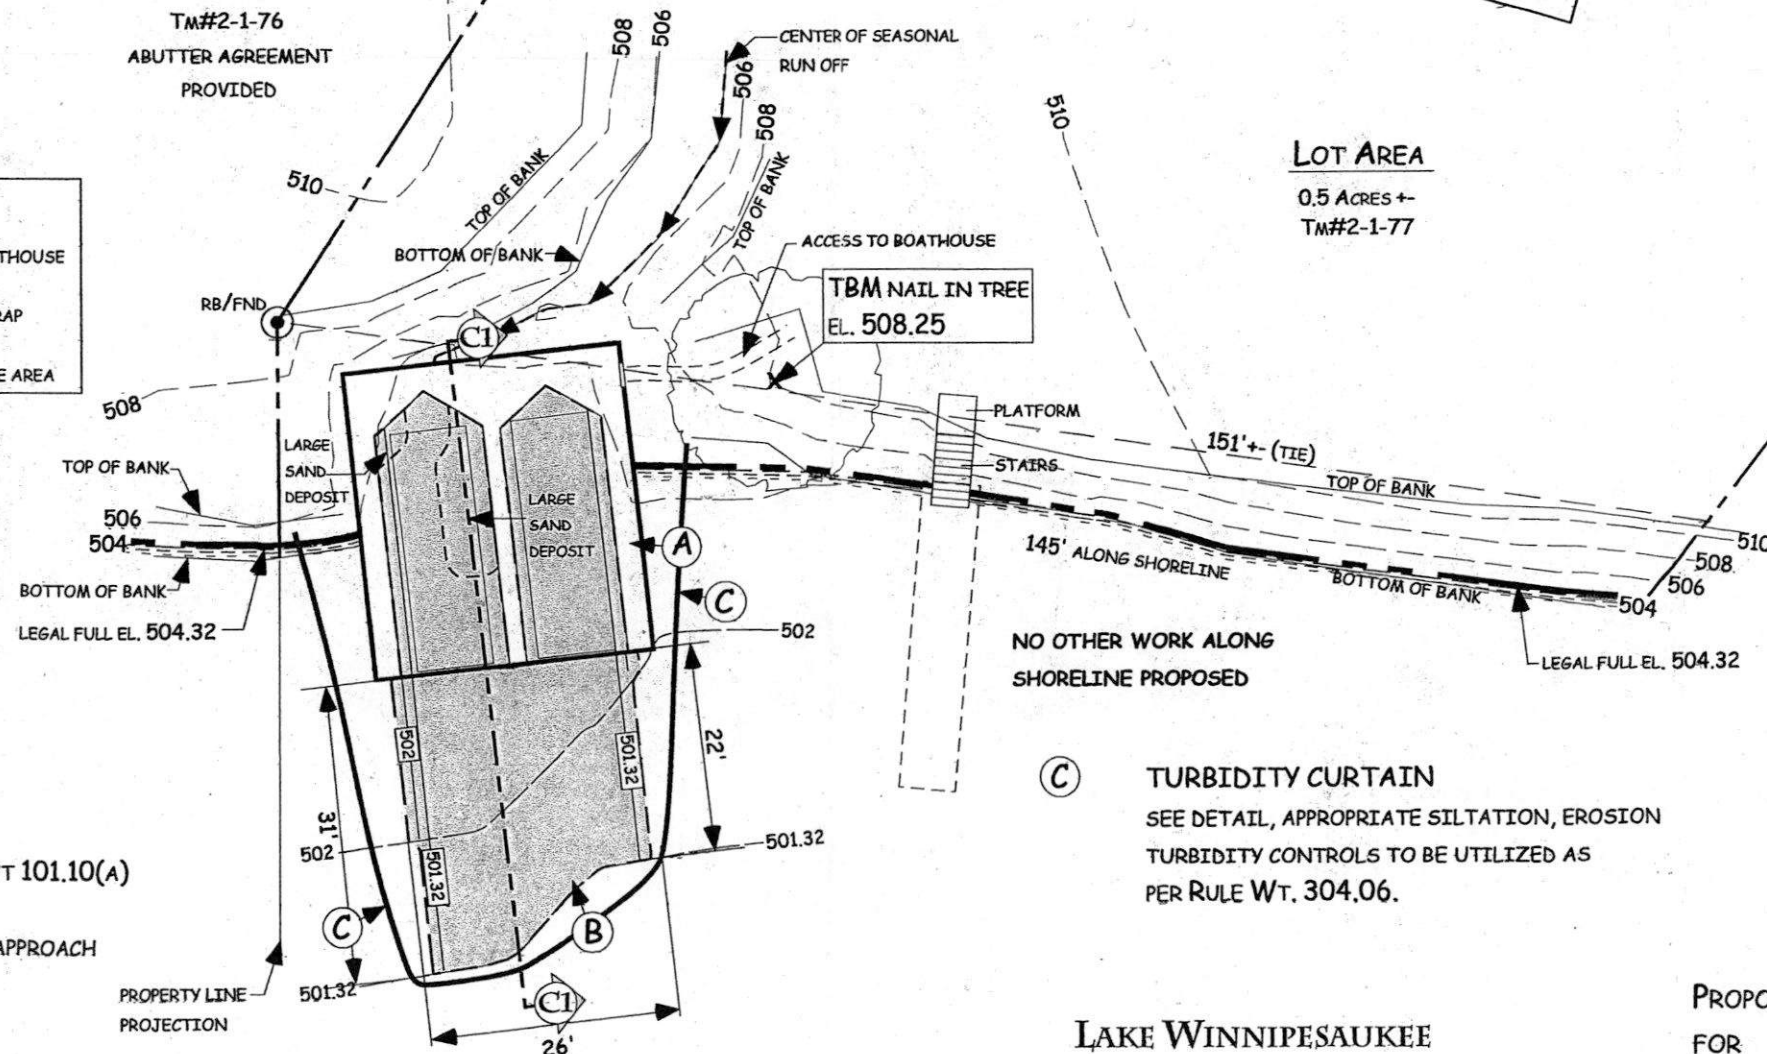 TM#2-1-76
ABUTTER AGREEMENT
PROVIDED
508
506
CENTER OF SEASONAL
RUN OFF
506
508
510
LOT AREA
0.5 ACRES +-
TM#2-1-77
510
TOP OF BANK
BOTTOM OF BANK
TOP OF BANK
ACCESS TO BOATHOUSE
TBM NAIL IN TREE
EL. 508.25
THOUSE
RAP
E AREA
RB/FND
C1
508
LARGE
SAND
DEPOSIT
LARGE
SAND
DEPOSIT
PLATFORM
STAIRS
151'+- (TIE)
TOP OF BANK
TOP OF BANK
506
504
BOTTOM OF BANK
LEGAL FULL EL. 504.32
A
C
502
145' ALONG SHORELINE
BOTTOM OF BANK
510
508
506
504
LEGAL FULL EL. 504.32
NO OTHER WORK ALONG
SHORELINE PROPOSED
502
501.32
22'
31'
502
501.32
501.32
C
B
C TURBIDITY CURTAIN
SEE DETAIL, APPROPRIATE SILTATION, EROSION
TURBIDITY CONTROLS TO BE UTILIZED AS
PER RULE WT. 304.06.
T 101.10(A)
APPROACH
PROPERTY LINE
PROJECTION
501.32
C1
26'
LAKE WINNIPESAUKEE
PROPO
FOR